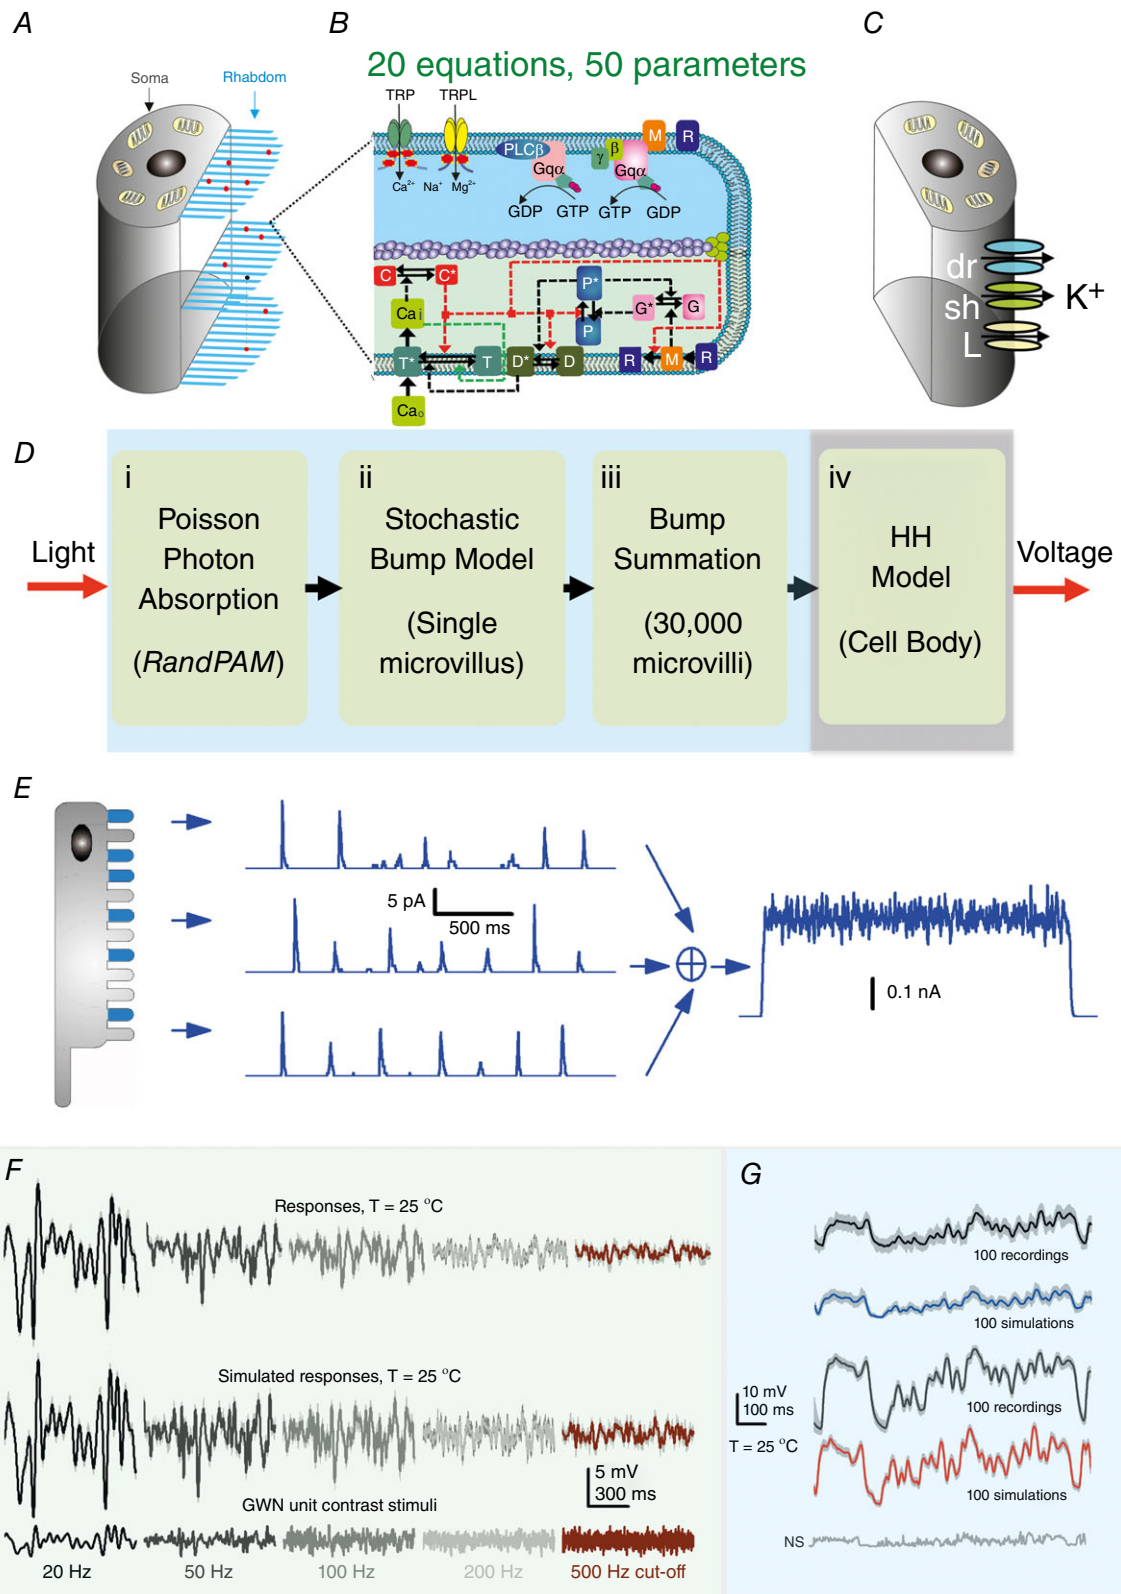 A
B
C
20 equations, 50 parameters
Soma
Rhabdom
TRP
TRPL
M
R
PLCβ
Gqα
γ
β
Gqα
Ca²⁺
Na⁺
Mg²⁺
GDP
GTP
GTP
GDP
C
C*
P*
Ca i
G*
G
P
T*
T
D*
D
R
M
R
Ca o
dr
sh
L
K⁺
D
Light
i
Poisson
Photon
Absorption
(RandPAM)
ii
Stochastic
Bump Model
(Single
microvillus)
iii
Bump
Summation
(30,000
microvilli)
iv
HH
Model
(Cell Body)
Voltage
E
5 pA
500 ms
0.1 nA
F
Responses, T = 25 °C
Simulated responses, T = 25 °C
5 mV
300 ms
GWN unit contrast stimuli
20 Hz
50 Hz
100 Hz
200 Hz
500 Hz cut-off
G
100 recordings
100 simulations
10 mV
100 ms
T = 25 °C
100 recordings
100 simulations
NS